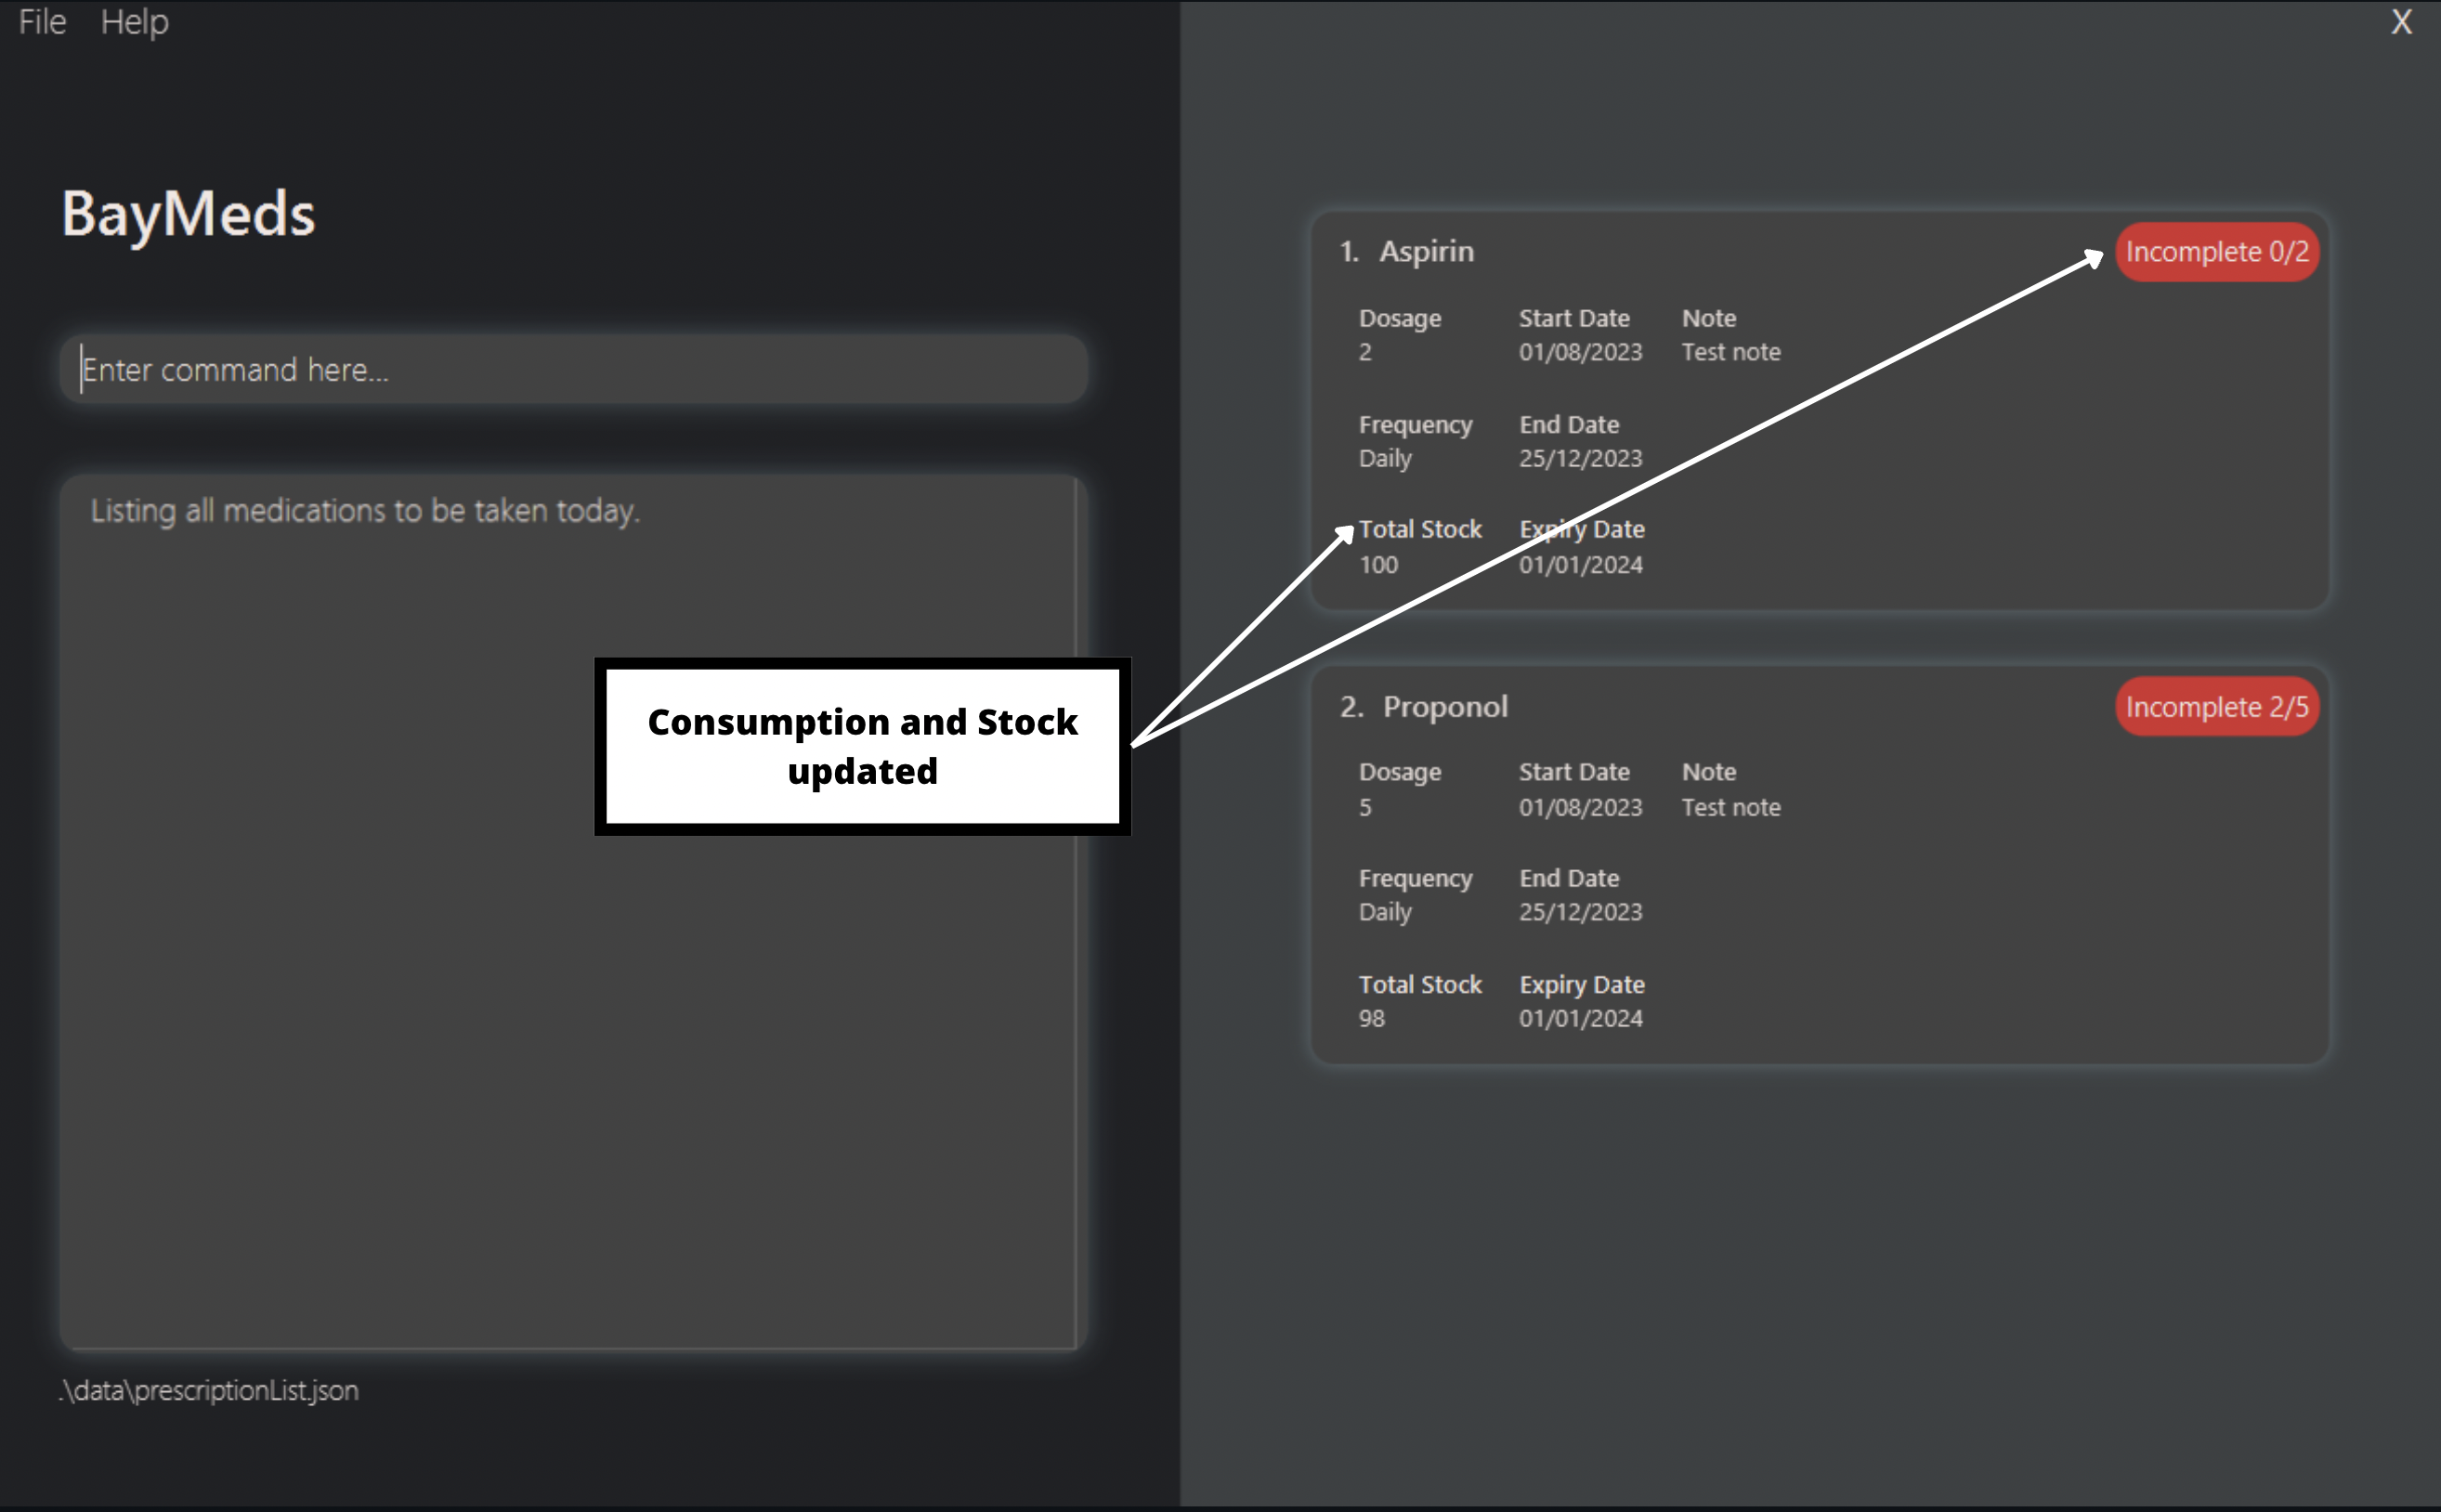 File Help
X
BayMeds
Enter command here...
Listing all medications to be taken today.
Consumption and Stock
updated
.\data\prescriptionList.json
1. Aspirin
Incomplete 0/2
Dosage Start Date Note
2 01/08/2023 Test note
Frequency End Date
Daily 25/12/2023
Total Stock Expiry Date
100 01/01/2024
2. Proponol
Incomplete 2/5
Dosage Start Date Note
5 01/08/2023 Test note
Frequency End Date
Daily 25/12/2023
Total Stock Expiry Date
98 01/01/2024